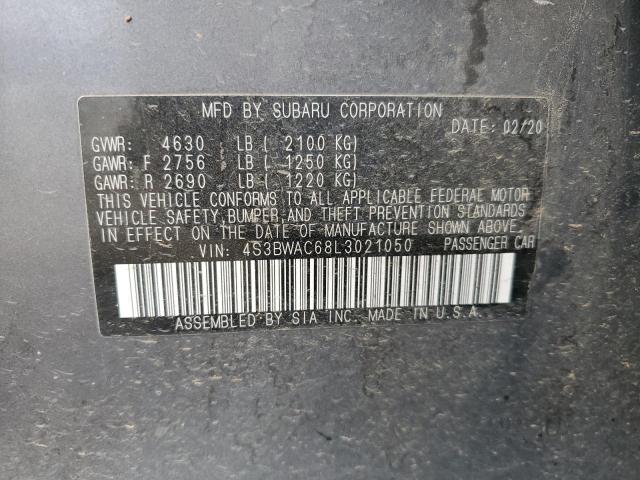 MFD BY SUBARU CORPORATION
DATE: 02/20
GVWR: 4630 LB ( 2100 KG)
GAWR: F 2756 LB ( 1250 KG)
GAWR: R 2690 LB ( 1220 KG)
THIS VEHICLE CONFORMS TO ALL APPLICABLE FEDERAL MOTOR
VEHICLE SAFETY, BUMPER, AND THEFT PREVENTION STANDARDS
IN EFFECT ON THE DATE OF MANUFACTURE SHOWN ABOVE.
VIN: 4S3BWAC68L3021050 PASSENGER CAR
ASSEMBLED BY SIA INC. MADE IN U.S.A.